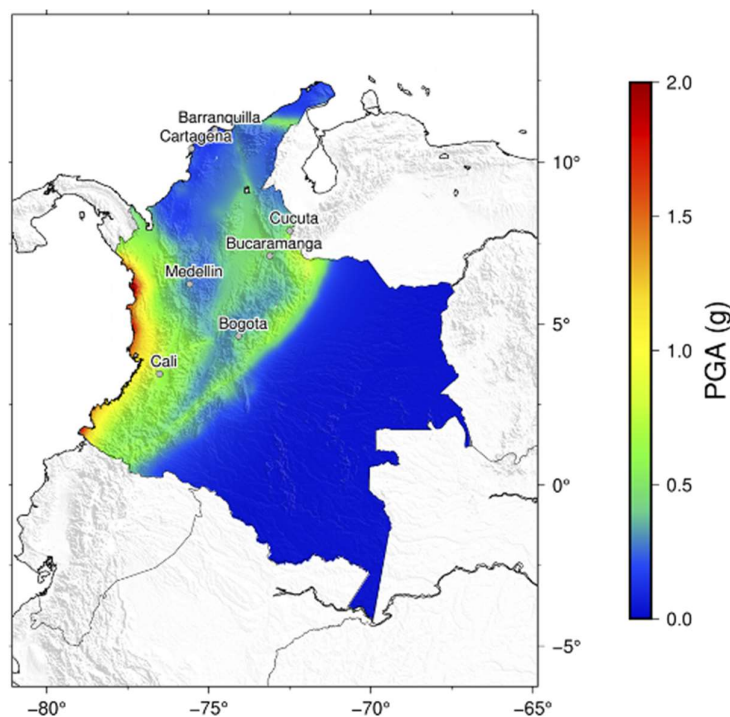 Barranquilla
Cartagena
Cucuta
Bucaramanga
Medellin
Bogota
Cali
10°
5°
0°
−5°
−80°
−75°
−70°
−65°
2.0
1.5
1.0
0.5
0.0
PGA (g)